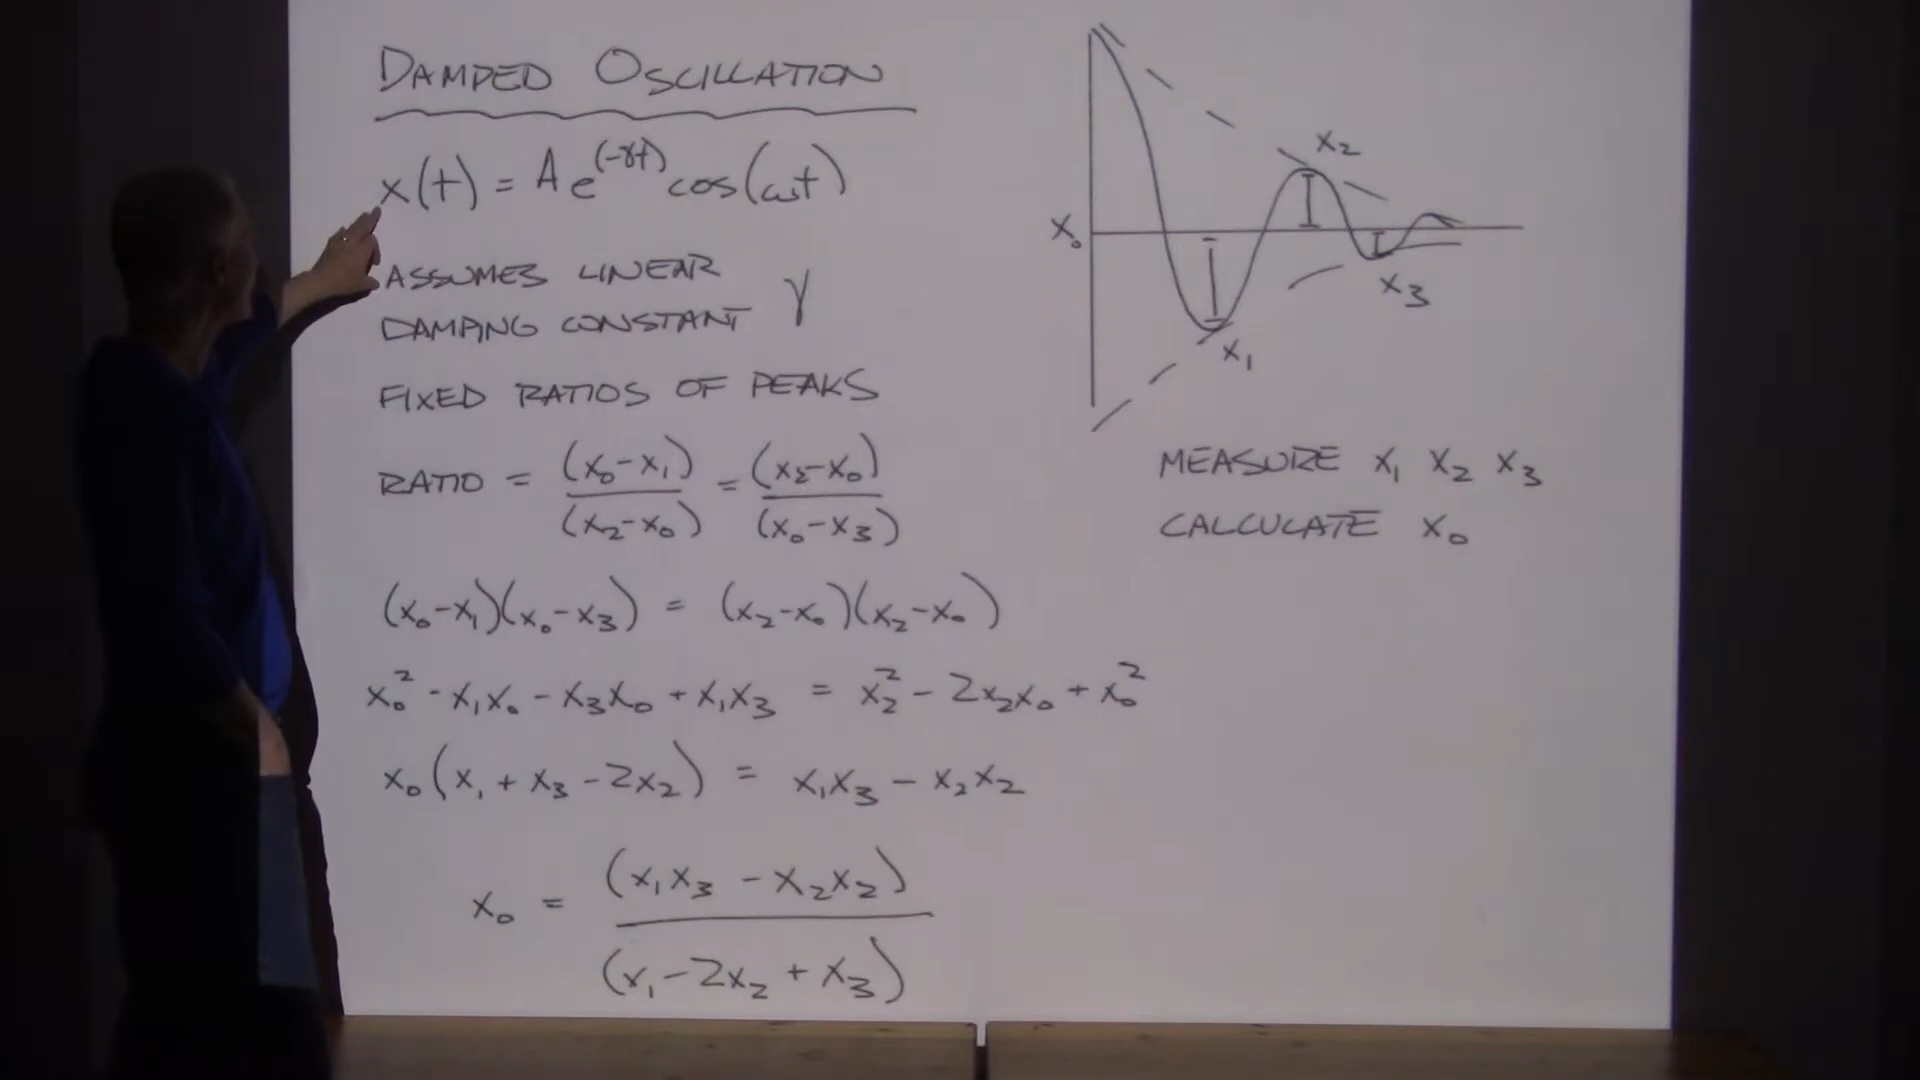 DAMPED OSCILLATION
x(t) = A e^(-γt) cos(ωt)
ASSUMES LINEAR
DAMPING CONSTANT γ
FIXED RATIOS OF PEAKS
RATIO = (x₀-x₁)/(x₂-x₀) = (x₂-x₀)/(x₀-x₃)
(x₀-x₁)(x₀-x₃) = (x₂-x₀)(x₂-x₀)
x₀² - x₁x₀ - x₃x₀ + x₁x₃ = x₂² - 2x₂x₀ + x₀²
x₀(x₁ + x₃ - 2x₂) = x₁x₃ - x₂x₂
x₀ = (x₁x₃ - x₂x₂)/(x₁ - 2x₂ + x₃)
x₂
x₀
x₃
x₁
MEASURE x₁ x₂ x₃
CALCULATE x₀